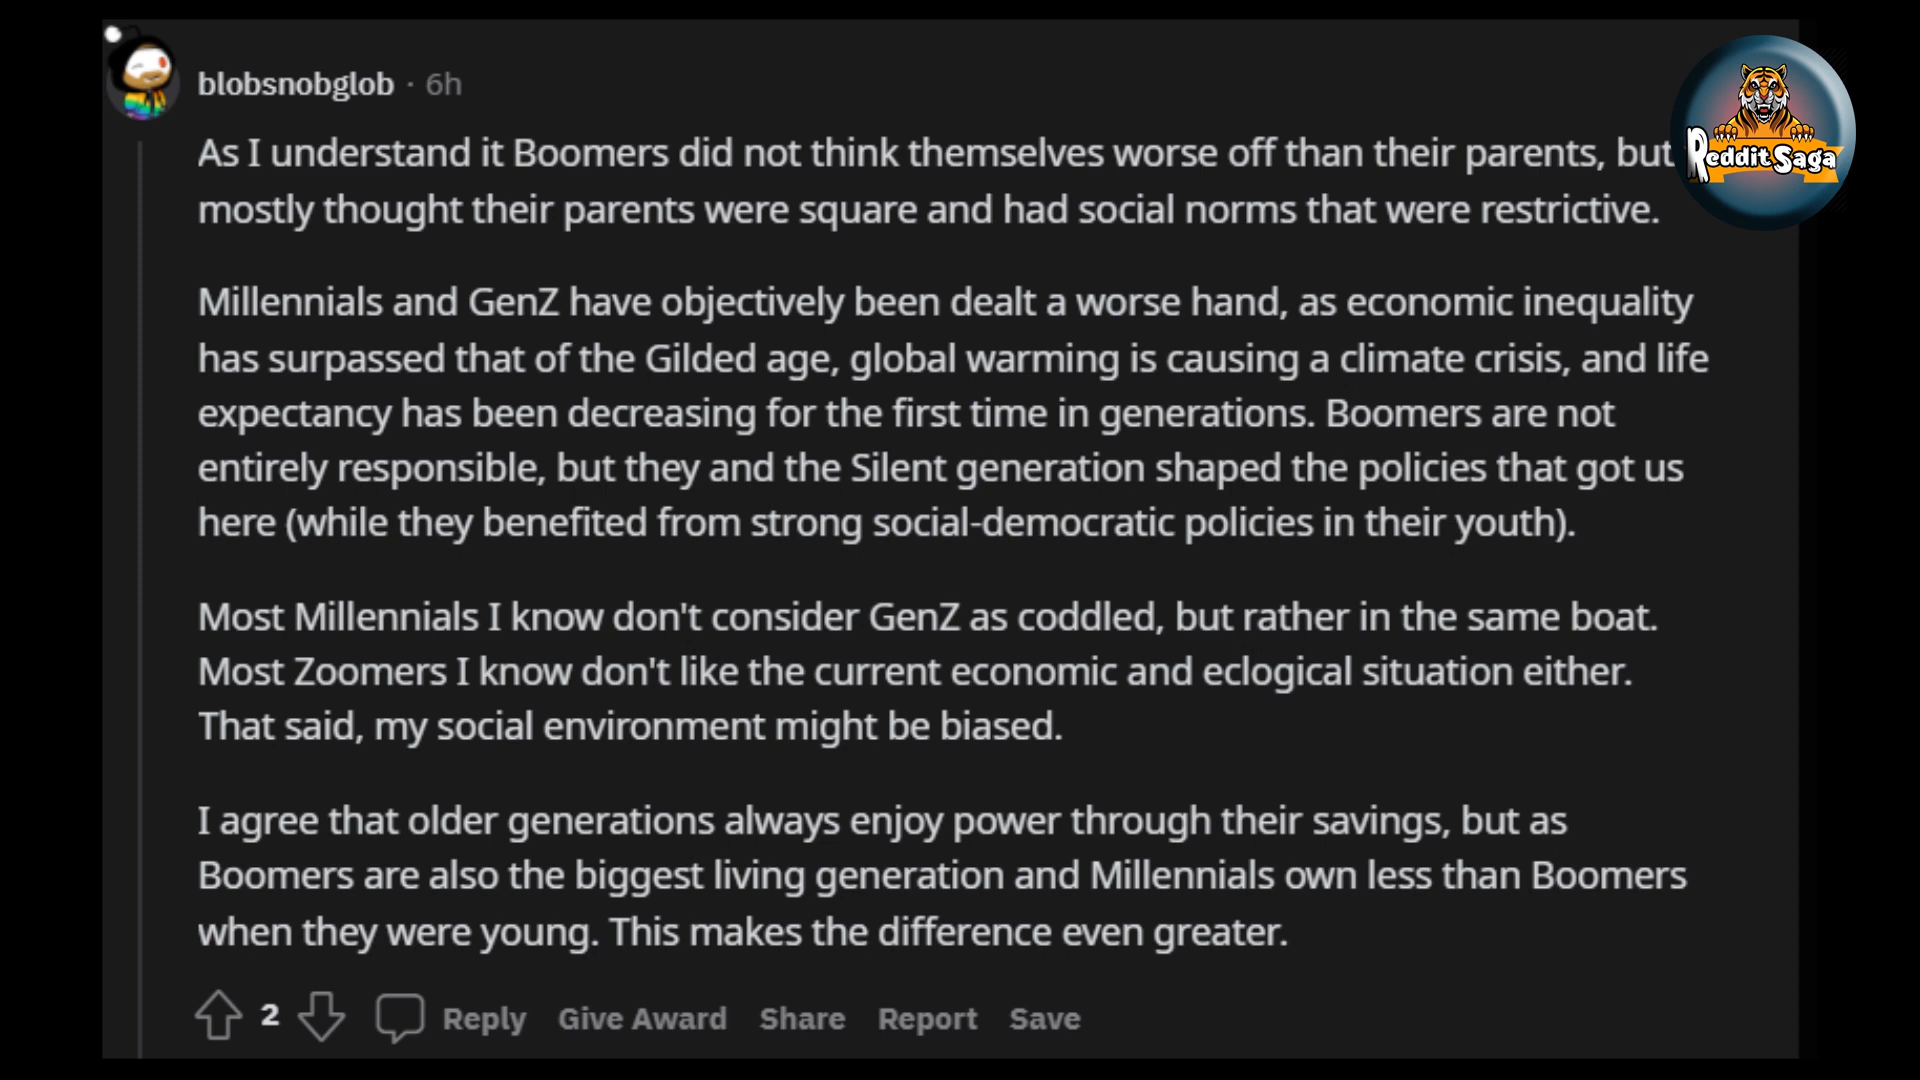 blobsnobglob · 6h
As I understand it Boomers did not think themselves worse off than their parents, but
mostly thought their parents were square and had social norms that were restrictive.
Millennials and GenZ have objectively been dealt a worse hand, as economic inequality
has surpassed that of the Gilded age, global warming is causing a climate crisis, and life
expectancy has been decreasing for the first time in generations. Boomers are not
entirely responsible, but they and the Silent generation shaped the policies that got us
here (while they benefited from strong social-democratic policies in their youth).
Most Millennials I know don't consider GenZ as coddled, but rather in the same boat.
Most Zoomers I know don't like the current economic and eclogical situation either.
That said, my social environment might be biased.
I agree that older generations always enjoy power through their savings, but as
Boomers are also the biggest living generation and Millennials own less than Boomers
when they were young. This makes the difference even greater.
2 Reply Give Award Share Report Save
Reddit Saga